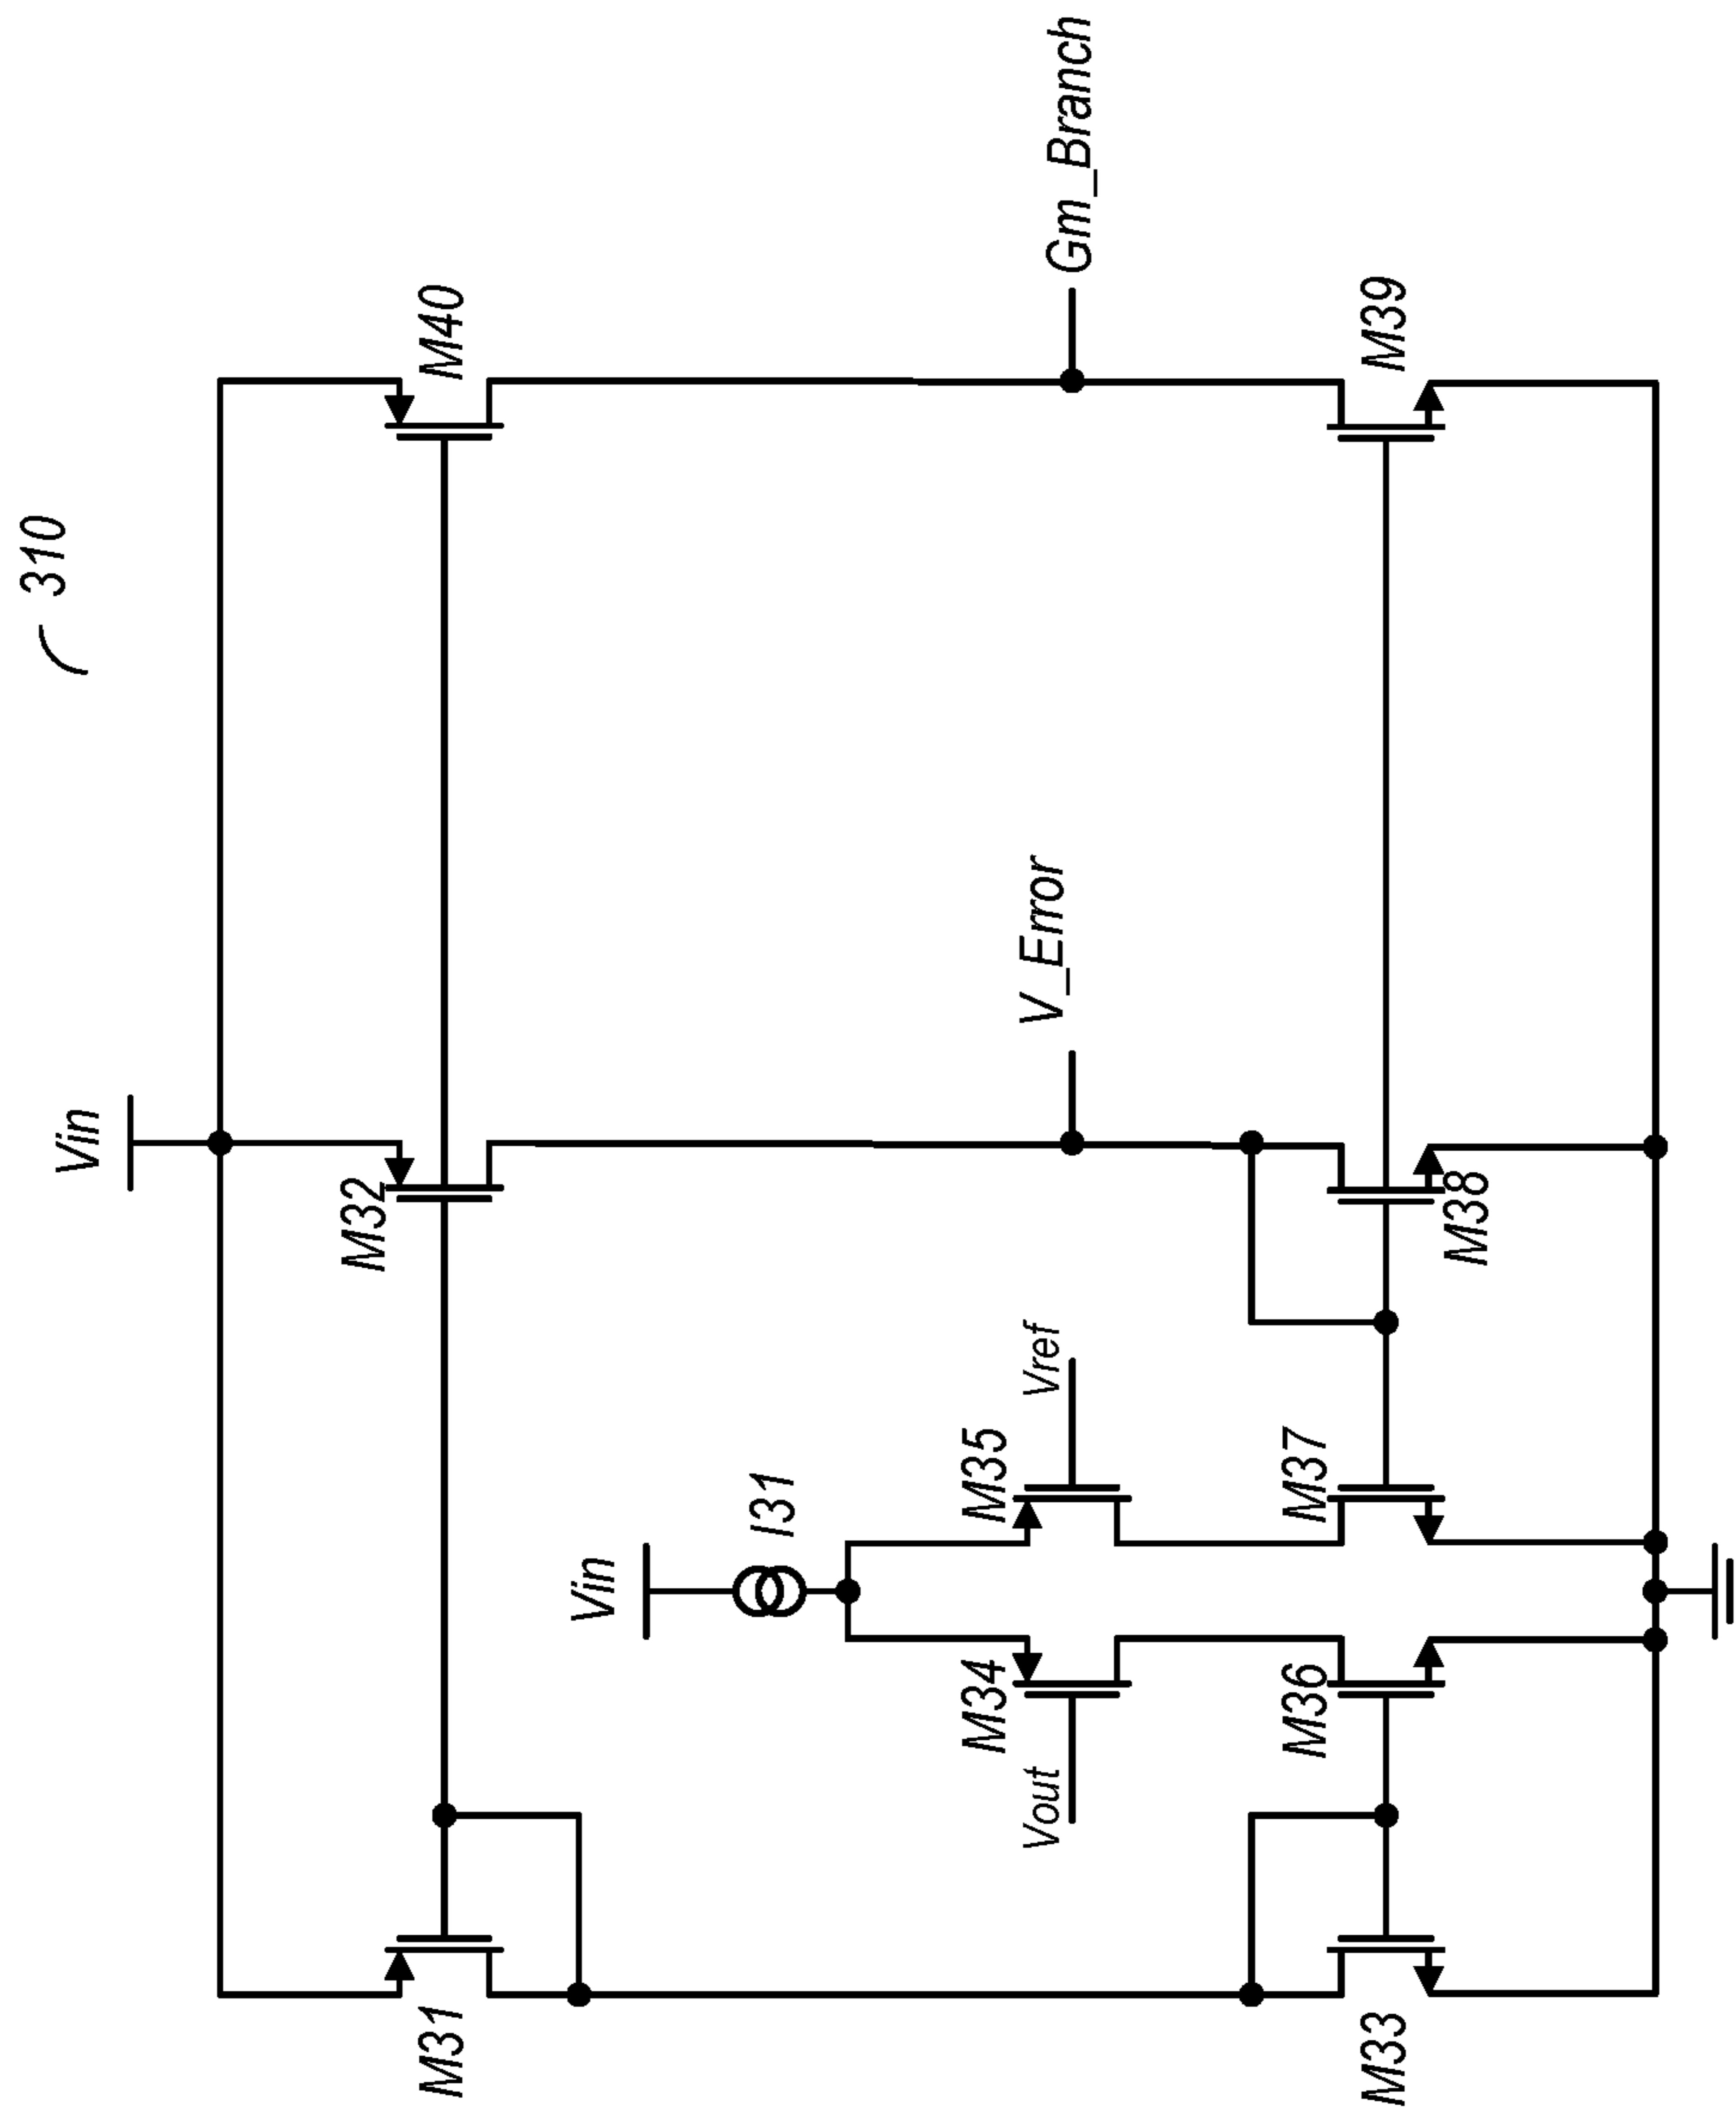 310
Vin
M31
M32
M40
Vin
I31
M34
M35
Vout
Vref
V_Error
Gm_Branch
M36
M37
M33
M38
M39